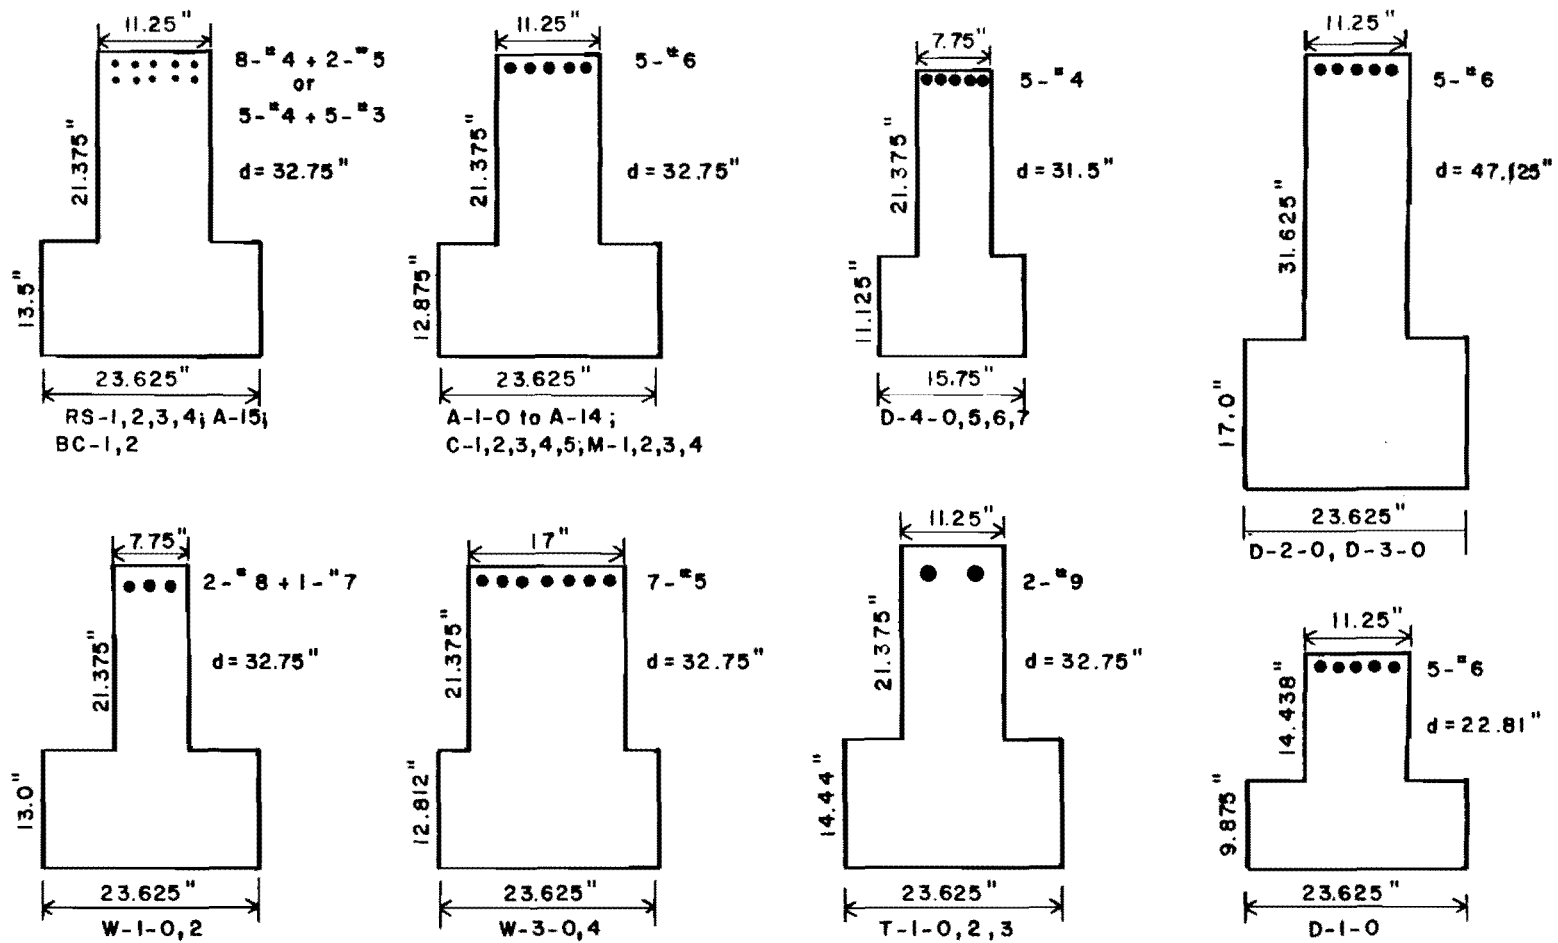 11.25"
8-#4 + 2-#5
or
5-#4 + 5-#3
21.375"
d = 32.75"
13.5"
23.625"
RS-1,2,3,4; A-15;
BC-1,2
11.25"
5-#6
21.375"
d = 32.75"
12.875"
23.625"
A-1-0 to A-14;
C-1,2,3,4,5; M-1,2,3,4
7.75"
5-#4
21.375"
d = 31.5"
11.125"
15.75"
D-4-0,5,6,7
11.25"
5-#6
31.625"
d = 47.125"
17.0"
23.625"
D-2-0, D-3-0
7.75"
2-#8 + 1-"7
21.375"
d = 32.75"
13.0"
23.625"
W-1-0,2
17"
7-#5
21.375"
d = 32.75"
12.812"
23.625"
W-3-0,4
11.25"
2-#9
21.375"
d = 32.75"
14.44"
23.625"
T-1-0,2,3
11.25"
5-#6
14.438"
d = 22.81"
9.875"
23.625"
D-1-0